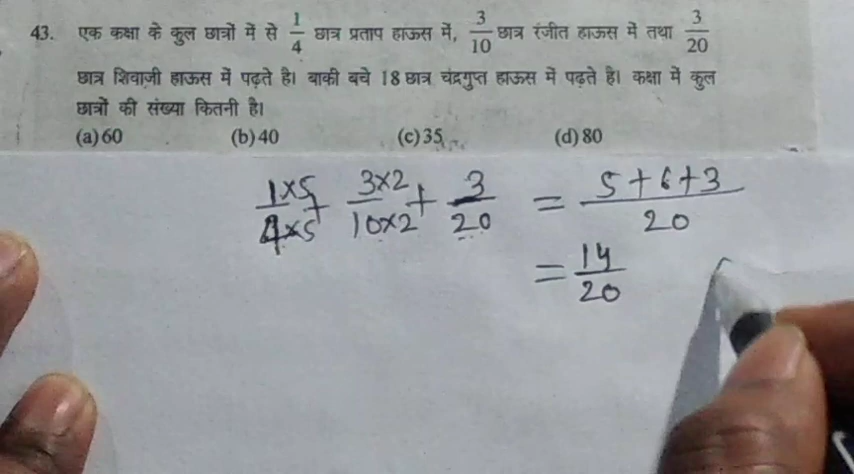 43. एक कक्षा के कुल छात्रों में से 1/4 छात्र प्रताप हाऊस में, 3/10 छात्र रंजीत हाऊस में तथा 3/20
छात्र शिवाजी हाऊस में पढ़ते है। बाकी बचे 18 छात्र चंद्रगुप्त हाऊस में पढ़ते है। कक्षा में कुल
छात्रों की संख्या कितनी है।
(a) 60 (b) 40 (c) 35 (d) 80
1×5/4×5 + 3×2/10×2 + 3/20 = 5+6+3/20
= 14/20